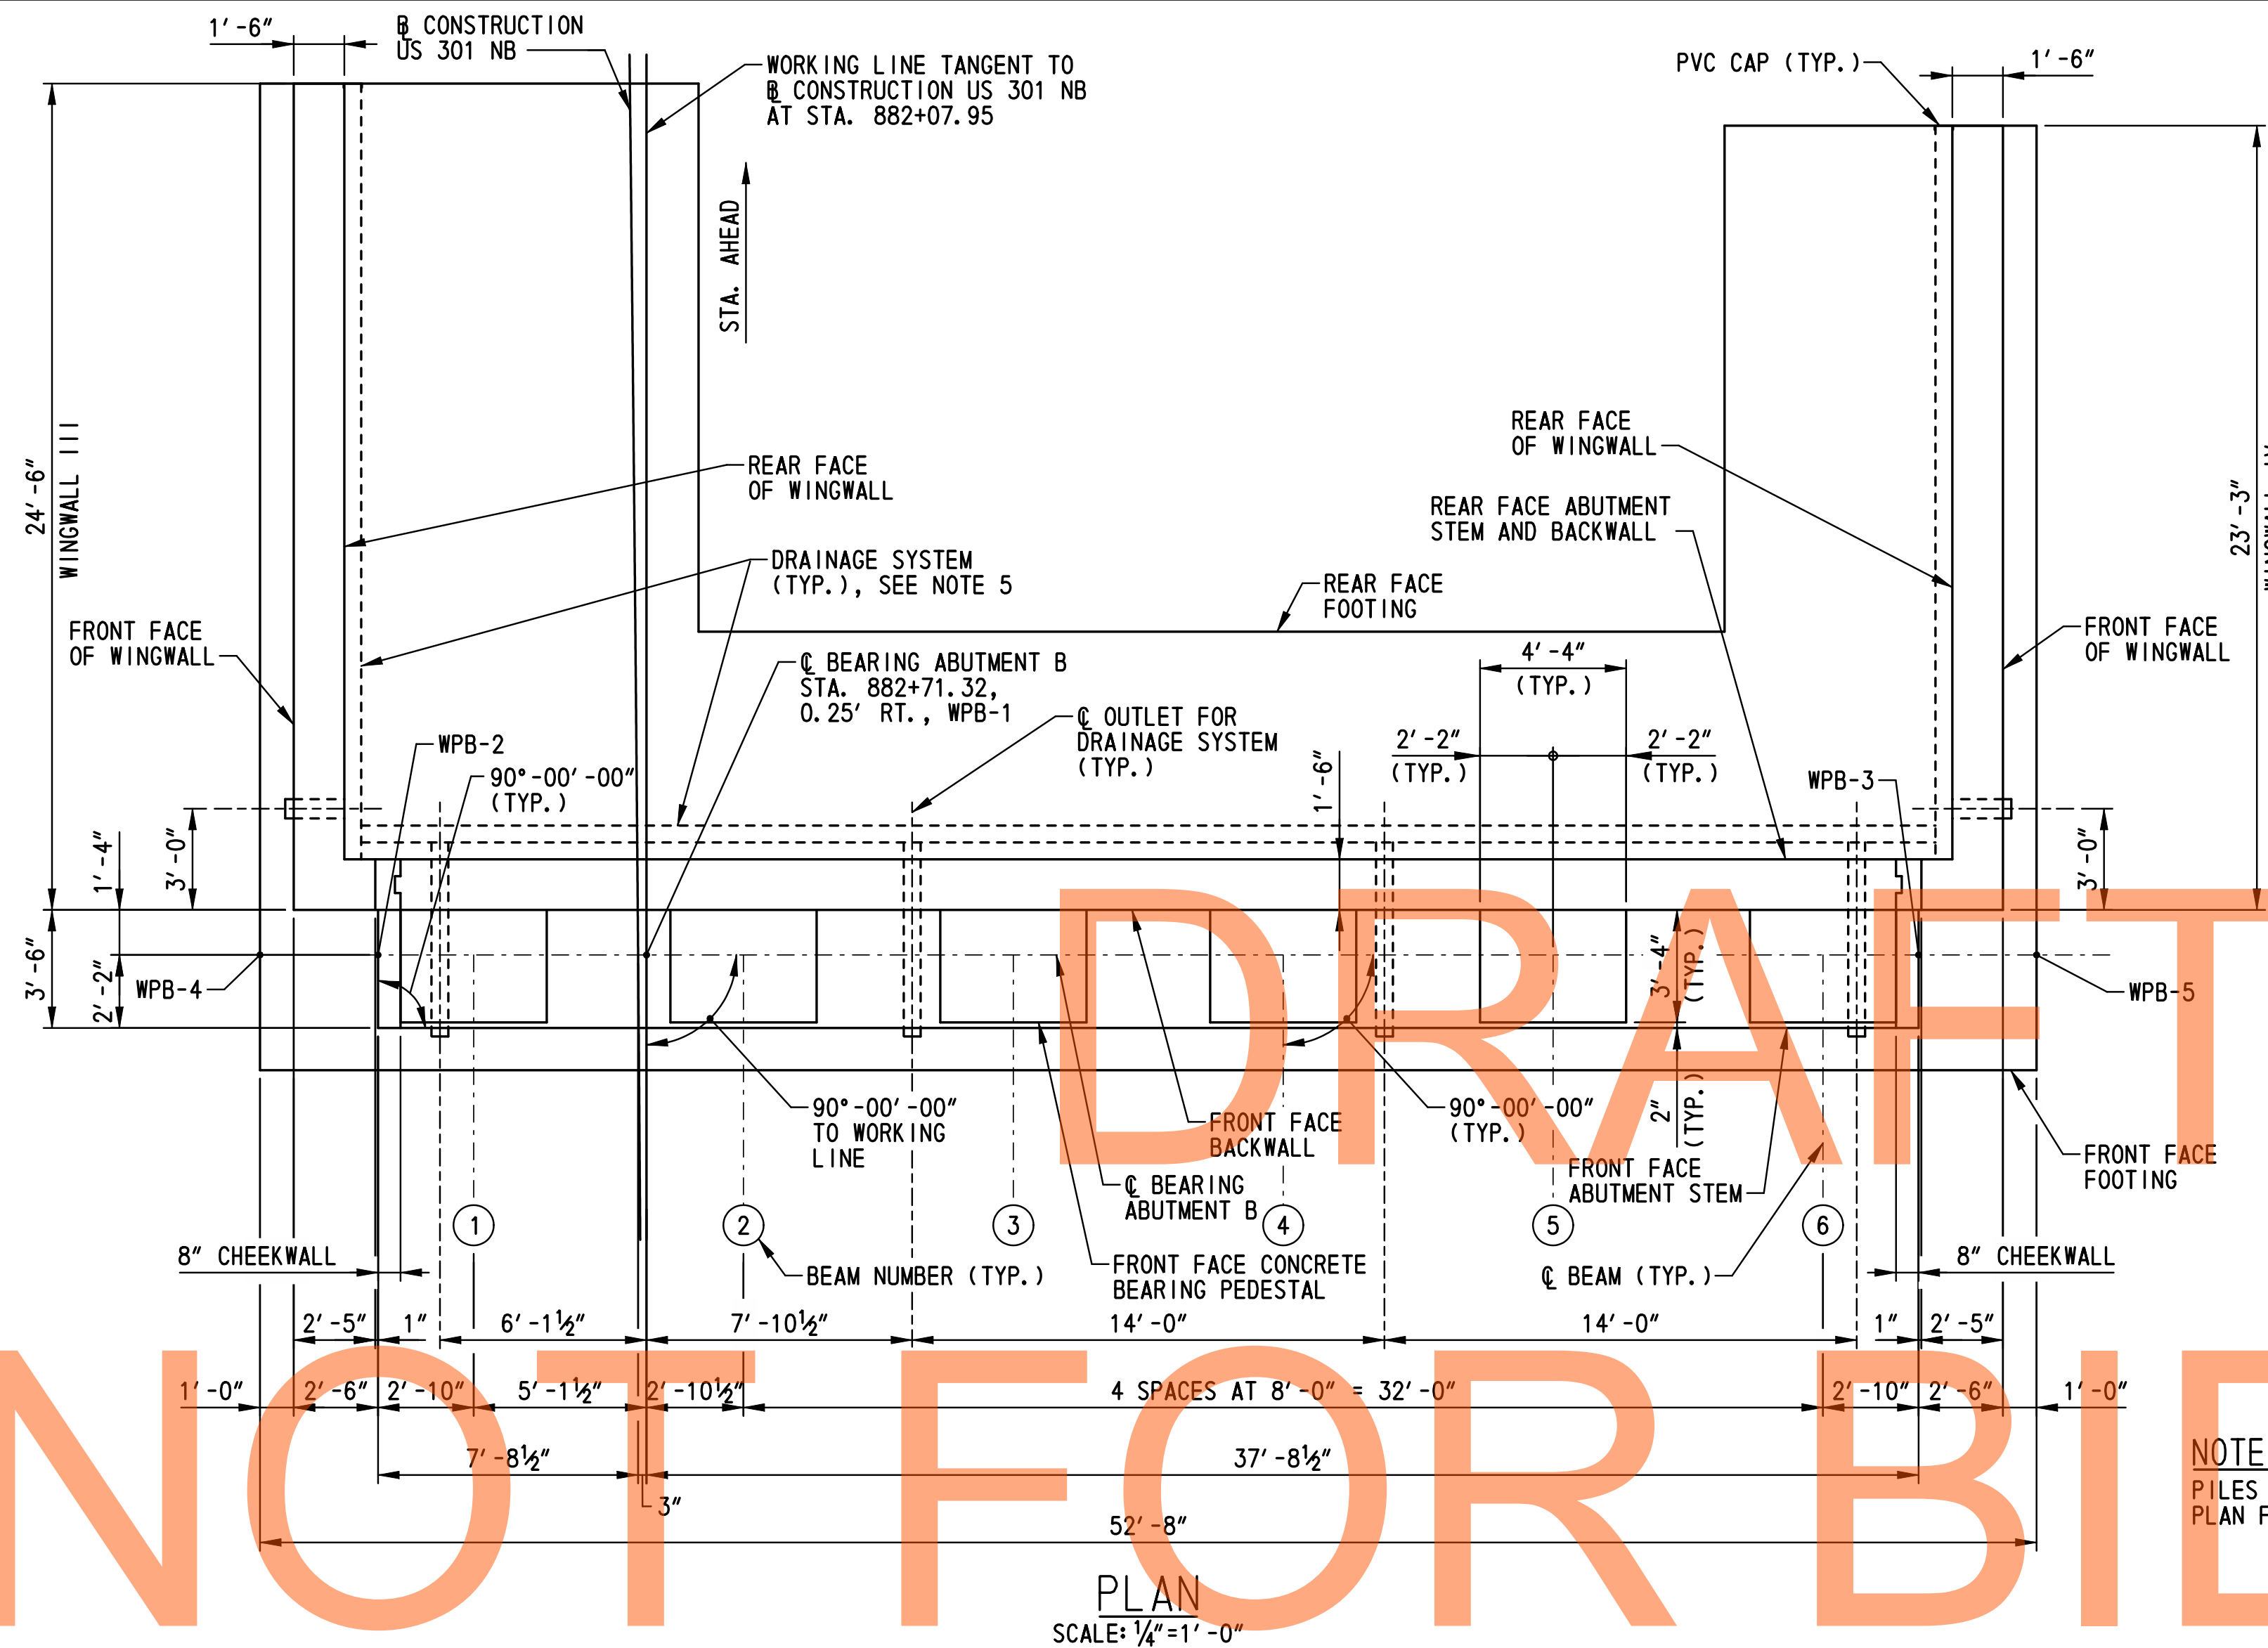 1'-6"
℄ CONSTRUCTION
US 301 NB
WORKING LINE TANGENT TO
℄ CONSTRUCTION US 301 NB
AT STA. 882+07.95
PVC CAP (TYP.)
1'-6"
STA. AHEAD
24'-6"
WINGWALL III
23'-3"
REAR FACE
OF WINGWALL
REAR FACE
OF WINGWALL
REAR FACE ABUTMENT
STEM AND BACKWALL
DRAINAGE SYSTEM
(TYP.), SEE NOTE 5
REAR FACE
FOOTING
FRONT FACE
OF WINGWALL
FRONT FACE
OF WINGWALL
℄ BEARING ABUTMENT B
STA. 882+71.32,
0.25' RT., WPB-1
4'-4"
(TYP.)
℄ OUTLET FOR
DRAINAGE SYSTEM
(TYP.)
2'-2"
(TYP.)
2'-2"
(TYP.)
WPB-2
90°-00'-00"
(TYP.)
1'-6"
WPB-3
3'-0"
1'-4"
3'-0"
3'-6"
2'-2"
WPB-4
3'-4"
(TYP.)
WPB-5
DRAFT
90°-00'-00"
TO WORKING
LINE
FRONT FACE
BACKWALL
90°-00'-00"
(TYP.)
2"
(TYP.)
FRONT FACE
FOOTING
FRONT FACE
ABUTMENT STEM
℄ BEARING
ABUTMENT B
1
2
3
4
5
6
8" CHEEKWALL
BEAM NUMBER (TYP.)
FRONT FACE CONCRETE
BEARING PEDESTAL
℄ BEAM (TYP.)
8" CHEEKWALL
2'-5"
1"
6'-1½"
7'-10½"
14'-0"
14'-0"
1"
2'-5"
1'-0"
2'-6"
2'-10"
5'-1½"
2'-10½"
4 SPACES AT 8'-0" = 32'-0"
2'-10"
2'-6"
1'-0"
7'-8½"
37'-8½"
3"
52'-8"
NOT FOR BID
NOTE
PILES
PLAN F
PLAN
SCALE: ¼"=1'-0"